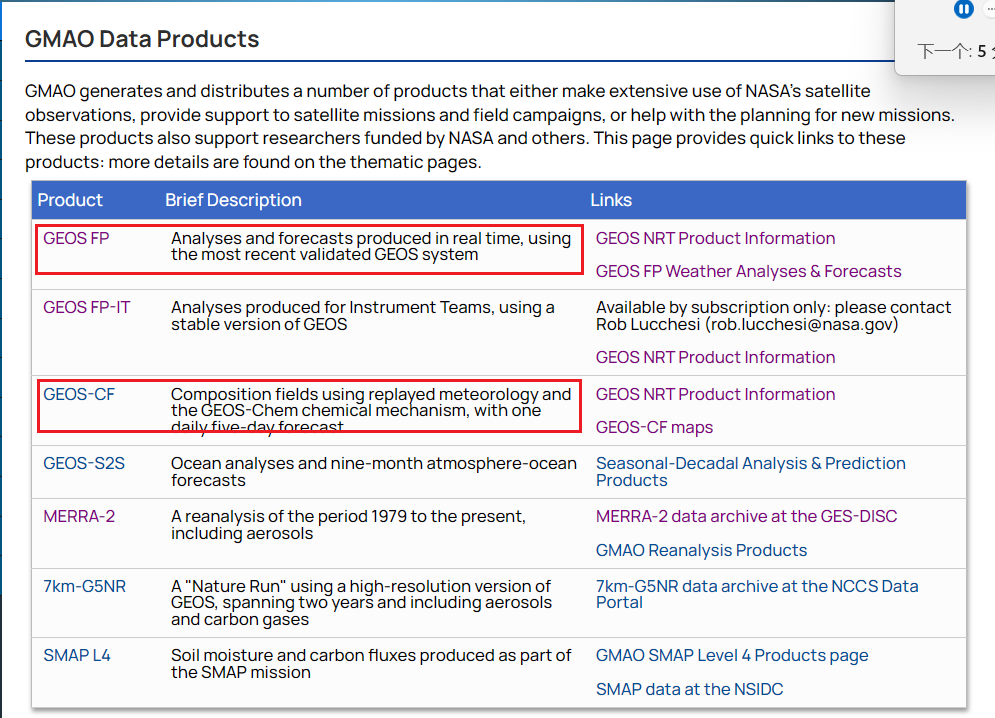 下一个: 5
GMAO Data Products
GMAO generates and distributes a number of products that either make extensive use of NASA's satellite
observations, provide support to satellite missions and field campaigns, or help with the planning for new missions.
These products also support researchers funded by NASA and others. This page provides quick links to these
products: more details are found on the thematic pages.
Product Brief Description Links
GEOS FP
Analyses and forecasts produced in real time, using
the most recent validated GEOS system
GEOS NRT Product Information
GEOS FP Weather Analyses & Forecasts
GEOS FP-IT
Analyses produced for Instrument Teams, using a
stable version of GEOS
Available by subscription only: please contact
Rob Lucchesi (rob.lucchesi@nasa.gov)
GEOS NRT Product Information
GEOS-CF
Composition fields using replayed meteorology and
the GEOS-Chem chemical mechanism, with one
daily five-day forecast
GEOS NRT Product Information
GEOS-CF maps
GEOS-S2S
Ocean analyses and nine-month atmosphere-ocean
forecasts
Seasonal-Decadal Analysis & Prediction
Products
MERRA-2
A reanalysis of the period 1979 to the present,
including aerosols
MERRA-2 data archive at the GES-DISC
GMAO Reanalysis Products
7km-G5NR
A "Nature Run" using a high-resolution version of
GEOS, spanning two years and including aerosols
and carbon gases
7km-G5NR data archive at the NCCS Data
Portal
SMAP L4
Soil moisture and carbon fluxes produced as part of
the SMAP mission
GMAO SMAP Level 4 Products page
SMAP data at the NSIDC